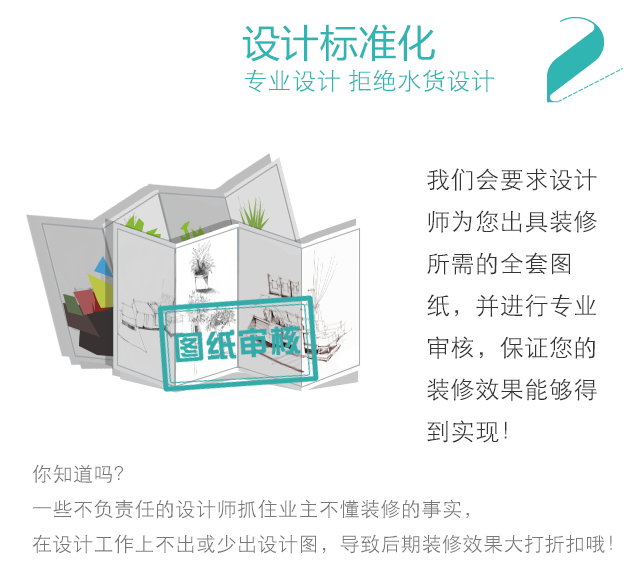 设计标准化
专业设计 拒绝水货设计
我们会要求设计
师为您出具装修
所需的全套图
纸，并进行专业
审核，保证您的
装修效果能够得
到实现！
图纸审核
你知道吗？
一些不负责任的设计师抓住业主不懂装修的事实，
在设计工作上不出或少出设计图，导致后期装修效果大打折扣哦！